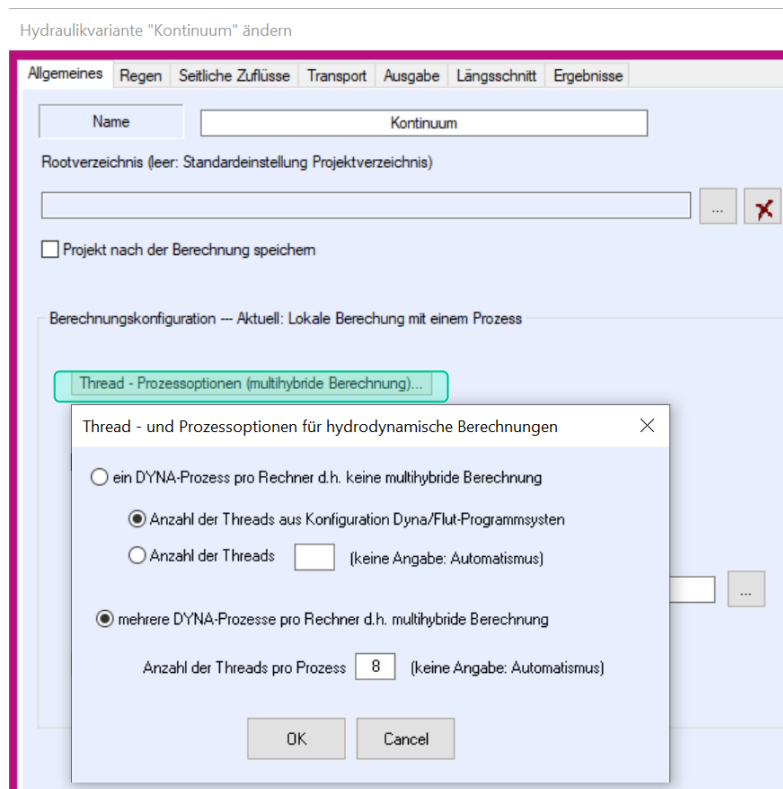 Hydraulikvariante "Kontinuum" ändern
Allgemeines Regen Seitliche Zuflüsse Transport Ausgabe Längsschnitt Ergebnisse
Name Kontinuum
Rootverzeichnis (leer: Standardeinstellung Projektverzeichnis)
...
Projekt nach der Berechnung speichern
Berechnungskonfiguration --- Aktuell: Lokale Berechung mit einem Prozess
Thread - Prozessoptionen (multihybride Berechnung)...
Thread - und Prozessoptionen für hydrodynamische Berechnungen
ein DYNA-Prozess pro Rechner d.h. keine multihybride Berechnung
Anzahl der Threads aus Konfiguration Dyna/Flut-Programmsysten
Anzahl der Threads (keine Angabe: Automatismus)
...
mehrere DYNA-Prozesse pro Rechner d.h. multihybride Berechnung
Anzahl der Threads pro Prozess 8 (keine Angabe: Automatismus)
OK Cancel